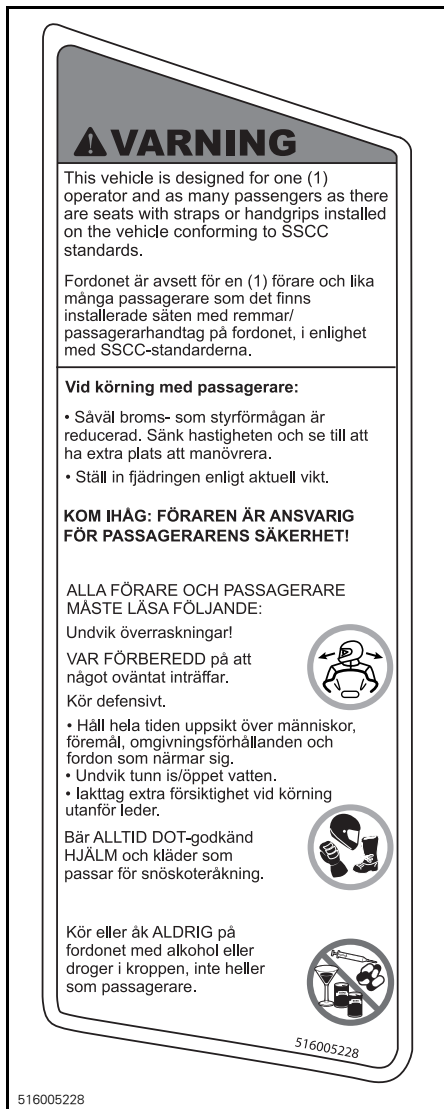 VARNING
This vehicle is designed for one (1)
operator and as many passengers as there
are seats with straps or handgrips installed
on the vehicle conforming to SSCC
standards.
Fordonet är avsett för en (1) förare och lika
många passagerare som det finns
installerade säten med remmar/
passagerarhandtag på fordonet, i enlighet
med SSCC-standarderna.
Vid körning med passagerare:
• Såväl broms- som styrförmågan är
reducerad. Sänk hastigheten och se till att
ha extra plats att manövrera.
• Ställ in fjädringen enligt aktuell vikt.
KOM IHÅG: FÖRAREN ÄR ANSVARIG
FÖR PASSAGERARENS SÄKERHET!
ALLA FÖRARE OCH PASSAGERARE
MÅSTE LÄSA FÖLJANDE:
Undvik överraskningar!
VAR FÖRBEREDD på att
något oväntat inträffar.
Kör defensivt.
• Håll hela tiden uppsikt över människor,
föremål, omgivningsförhållanden och
fordon som närmar sig.
• Undvik tunn is/öppet vatten.
• Iakttag extra försiktighet vid körning
utanför leder.
Bär ALLTID DOT-godkänd
HJÄLM och kläder som
passar för snöskoteråkning.
Kör eller åk ALDRIG på
fordonet med alkohol eller
droger i kroppen, inte heller
som passagerare.
516005228
516005228